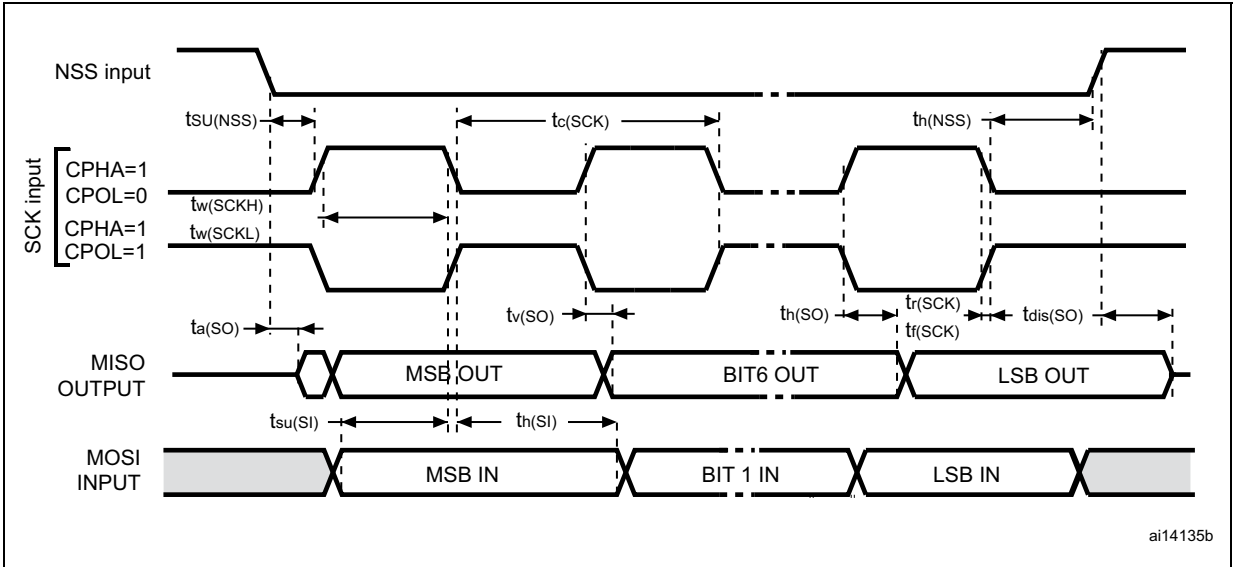 NSS input
tSU(NSS)
tc(SCK)
th(NSS)
SCK input
CPHA=1
CPOL=0
tw(SCKH)
CPHA=1
tw(SCKL)
CPOL=1
ta(SO)
tv(SO)
th(SO)
tr(SCK)
tf(SCK)
tdis(SO)
MISO
OUTPUT
MSB OUT
BIT6 OUT
LSB OUT
tsu(SI)
th(SI)
MOSI
INPUT
MSB IN
BIT 1 IN
LSB IN
ai14135b